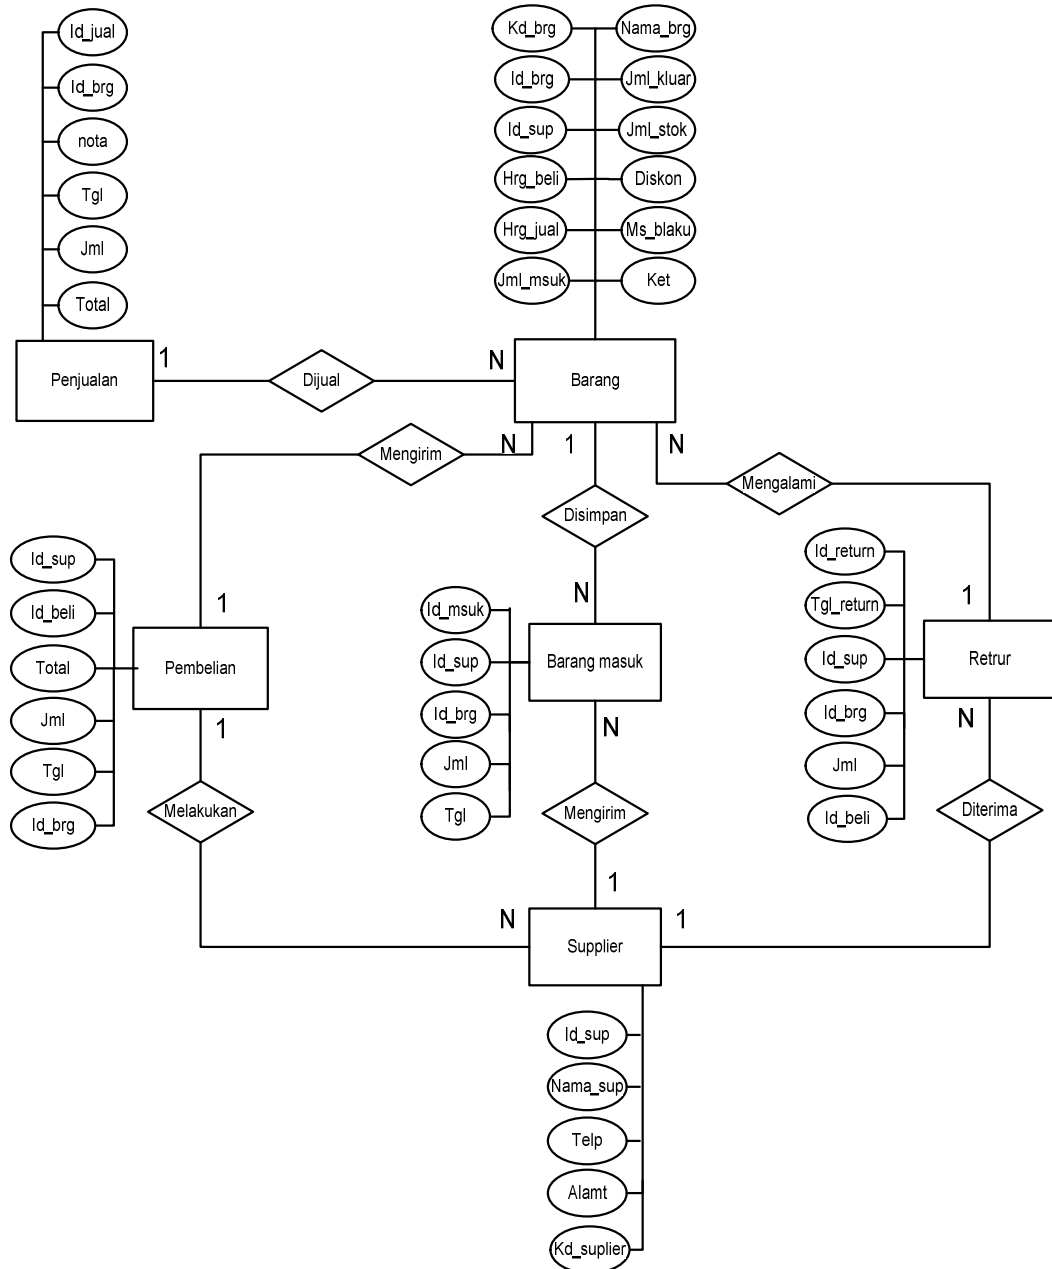 Id_jual
Id_brg
nota
Tgl
Jml
Total
Kd_brg
Nama_brg
Id_brg
Jml_kluar
Id_sup
Jml_stok
Hrg_beli
Diskon
Hrg_jual
Ms_blaku
Jml_msuk
Ket
Penjualan
1
Dijual
N
Barang
Mengirim
N
1
N
Disimpan
Mengalami
Id_sup
Id_beli
Total
Jml
Tgl
Id_brg
1
Pembelian
1
Melakukan
Id_msuk
Id_sup
Id_brg
Jml
Tgl
N
Barang masuk
N
Mengirim
1
Id_return
Tgl_return
Id_sup
Id_brg
Jml
Id_beli
1
Retrur
N
Diterima
N
Supplier
1
Id_sup
Nama_sup
Telp
Alamt
Kd_suplier